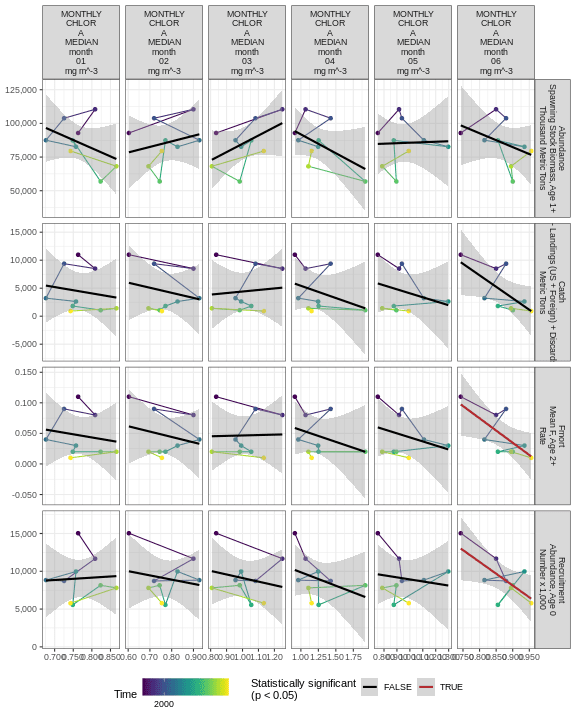 MONTHLY MONTHLY MONTHLY MONTHLY MONTHLY MONTHLY
CHLOR CHLOR CHLOR CHLOR CHLOR CHLOR
A A A A A A
MEDIAN MEDIAN MEDIAN MEDIAN MEDIAN MEDIAN
month month month month month month
01 02 03 04 05 06
mg m^-3 mg m^-3 mg m^-3 mg m^-3 mg m^-3 mg m^-3
125,000
100,000
75,000
50,000
Abundance
Spawning Stock Biomass, Age 1+
Thousand Metric Tons
15,000
10,000
5,000
0
-5,000
Catch
- Landings (US + Foreign) + Discard
Metric Tons
0.150
0.100
0.050
0.000
-0.050
Fmort
Mean F, Age 2+
Rate
15,000
10,000
5,000
0
Recruitment
Abundance, Age 0
Number x 1,000
0.700 0.750 0.800 0.850 0.60 0.70 0.80 0.90 0.80 0.90 1.00 1.10 1.20 1.00 1.25 1.50 1.75 0.800 0.850 0.900 0.950
Time
2000
Statistically significant
(p < 0.05)
FALSE
TRUE